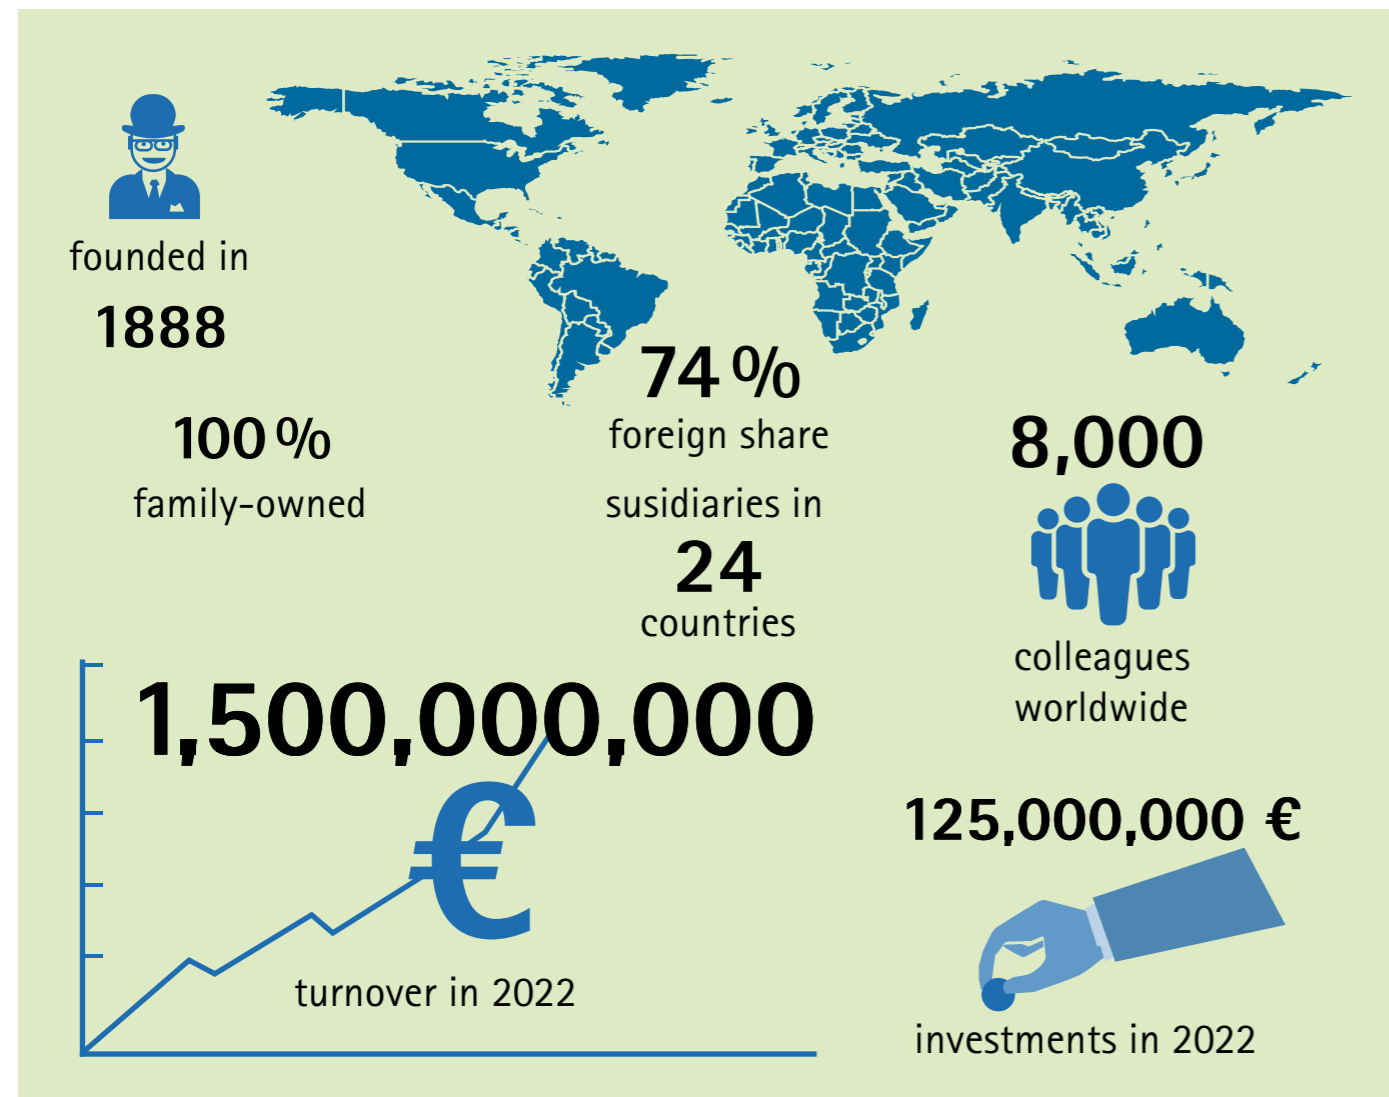 founded in
1888
100 %
family-owned
74 %
foreign share
susidiaries in
24
countries
8,000
colleagues
worldwide
1,500,000,000
€
turnover in 2022
125,000,000 €
investments in 2022